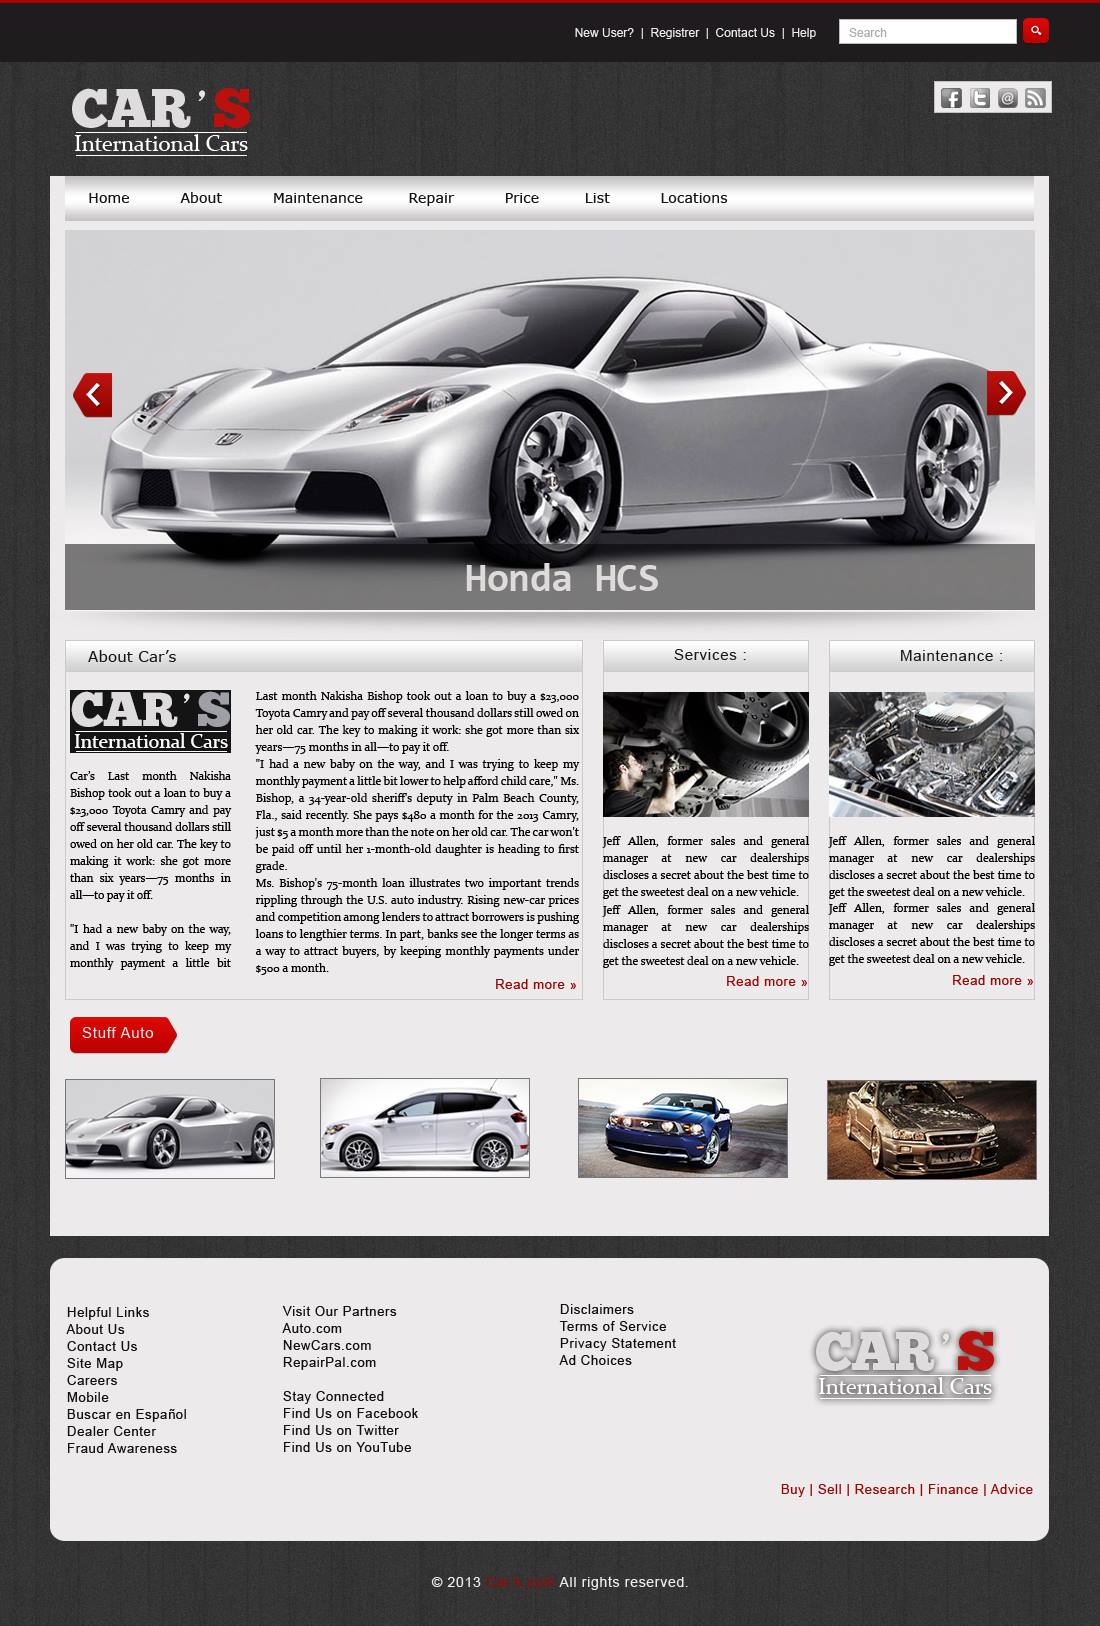 New User? | Registrer | Contact Us | Help
Search
CAR'S
International Cars
Home About Maintenance Repair Price List Locations
Honda HCS
About Car's
CAR'S
International Cars
Car's Last month Nakisha
Bishop took out a loan to buy a
$23,000 Toyota Camry and pay
off several thousand dollars still
owed on her old car. The key to
making it work: she got more
than six years—75 months in
all—to pay it off.
"I had a new baby on the way,
and I was trying to keep my
monthly payment a little bit
Last month Nakisha Bishop took out a loan to buy a $23,000
Toyota Camry and pay off several thousand dollars still owed on
her old car. The key to making it work: she got more than six
years—75 months in all—to pay it off.
"I had a new baby on the way, and I was trying to keep my
monthly payment a little bit lower to help afford child care," Ms.
Bishop, a 34-year-old sheriff's deputy in Palm Beach County,
Fla., said recently. She pays $480 a month for the 2013 Camry,
just $5 a month more than the note on her old car. The car won't
be paid off until her 1-month-old daughter is heading to first
grade.
Ms. Bishop's 75-month loan illustrates two important trends
rippling through the U.S. auto industry. Rising new-car prices
and competition among lenders to attract borrowers is pushing
loans to lengthier terms. In part, banks see the longer terms as
a way to attract buyers, by keeping monthly payments under
$500 a month.
Read more »
Services :
Jeff Allen, former sales and general
manager at new car dealerships
discloses a secret about the best time to
get the sweetest deal on a new vehicle.
Jeff Allen, former sales and general
manager at new car dealerships
discloses a secret about the best time to
get the sweetest deal on a new vehicle.
Read more »
Maintenance :
Jeff Allen, former sales and general
manager at new car dealerships
discloses a secret about the best time to
get the sweetest deal on a new vehicle.
Jeff Allen, former sales and general
manager at new car dealerships
discloses a secret about the best time to
get the sweetest deal on a new vehicle.
Read more »
Stuff Auto
ARC
Helpful Links
About Us
Contact Us
Site Map
Careers
Mobile
Buscar en Español
Dealer Center
Fraud Awareness
Visit Our Partners
Auto.com
NewCars.com
RepairPal.com
Stay Connected
Find Us on Facebook
Find Us on Twitter
Find Us on YouTube
Disclaimers
Terms of Service
Privacy Statement
Ad Choices
CAR'S
International Cars
Buy | Sell | Research | Finance | Advice
© 2013 Car's.com All rights reserved.